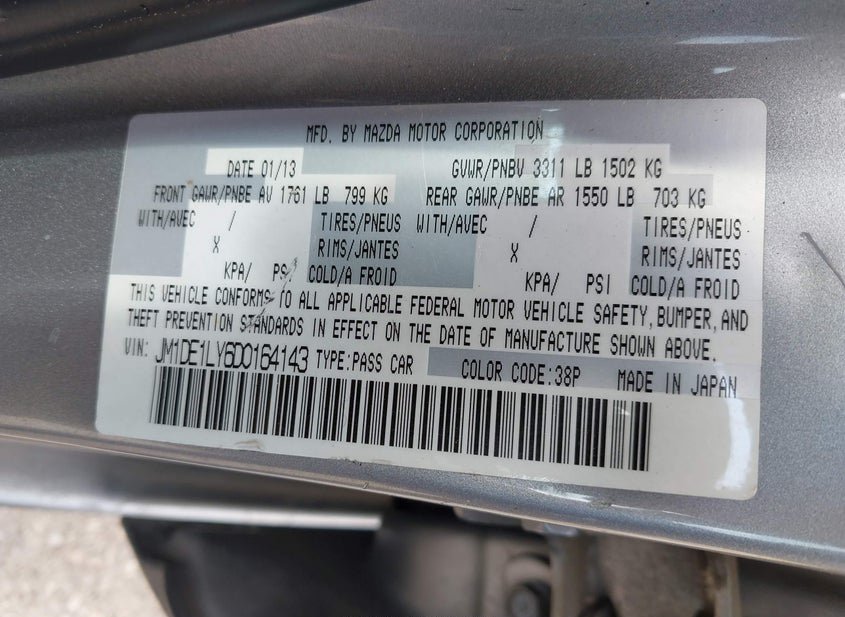 MFD. BY MAZDA MOTOR CORPORATION
DATE 01/13 GVWR/PNBV 3311 LB 1502 KG
FRONT GAWR/PNBE AV 1761 LB 799 KG REAR GAWR/PNBE AR 1550 LB 703 KG
WITH/AVEC / TIRES/PNEUS WITH/AVEC / TIRES/PNEUS
X RIMS/JANTES X RIMS/JANTES
KPA/ PSI COLD/A FROID KPA/ PSI COLD/A FROID
THIS VEHICLE CONFORMS TO ALL APPLICABLE FEDERAL MOTOR VEHICLE SAFETY, BUMPER, AND
THEFT PREVENTION STANDARDS IN EFFECT ON THE DATE OF MANUFACTURE SHOWN ABOVE.
VIN: JM1DE1LY6D0164143 TYPE:PASS CAR COLOR CODE:38P MADE IN JAPAN